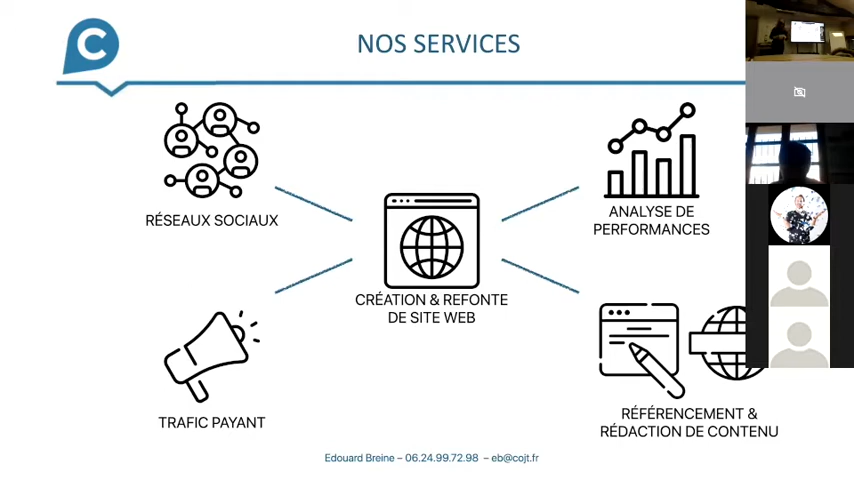 C
NOS SERVICES
RÉSEAUX SOCIAUX
ANALYSE DE
PERFORMANCES
CRÉATION & REFONTE
DE SITE WEB
TRAFIC PAYANT
RÉFÉRENCEMENT &
RÉDACTION DE CONTENU
Edouard Breine – 06.24.99.72.98 – eb@cojt.fr